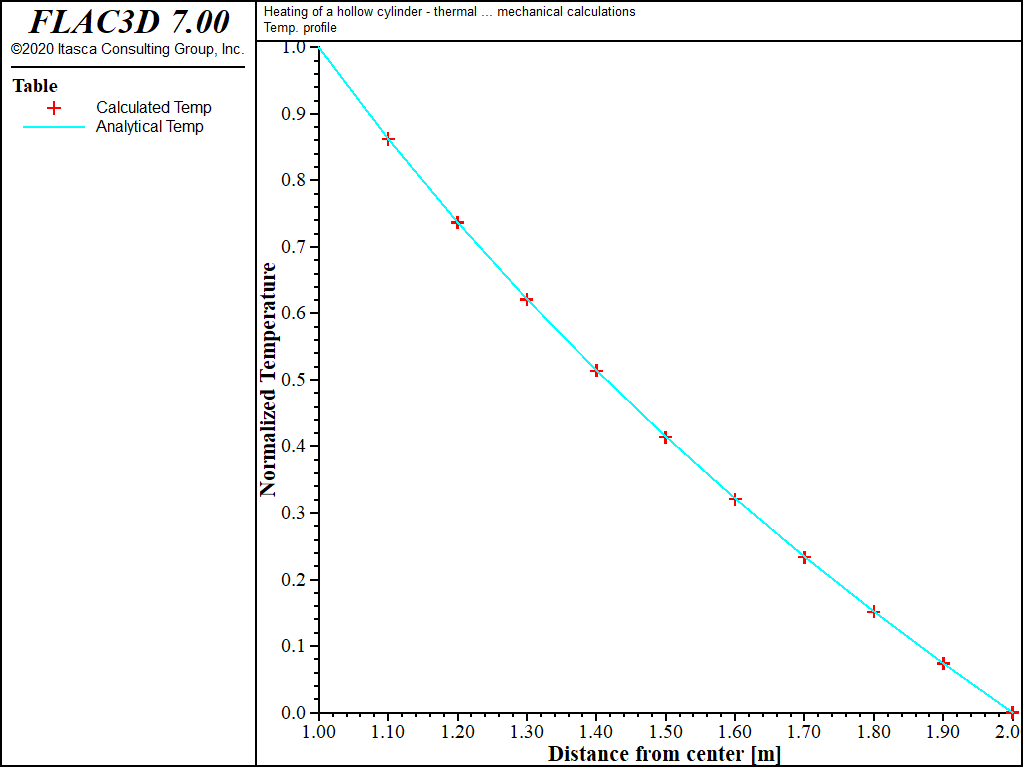 FLAC3D 7.00
©2020 Itasca Consulting Group, Inc.
Table
Calculated Temp
Analytical Temp
Heating of a hollow cylinder - thermal ... mechanical calculations
Temp. profile
1.0
0.9
0.8
0.7
0.6
0.5
0.4
0.3
0.2
0.1
0.0
Normalized Temperature
1.00 1.10 1.20 1.30 1.40 1.50 1.60 1.70 1.80 1.90 2.0
Distance from center [m]